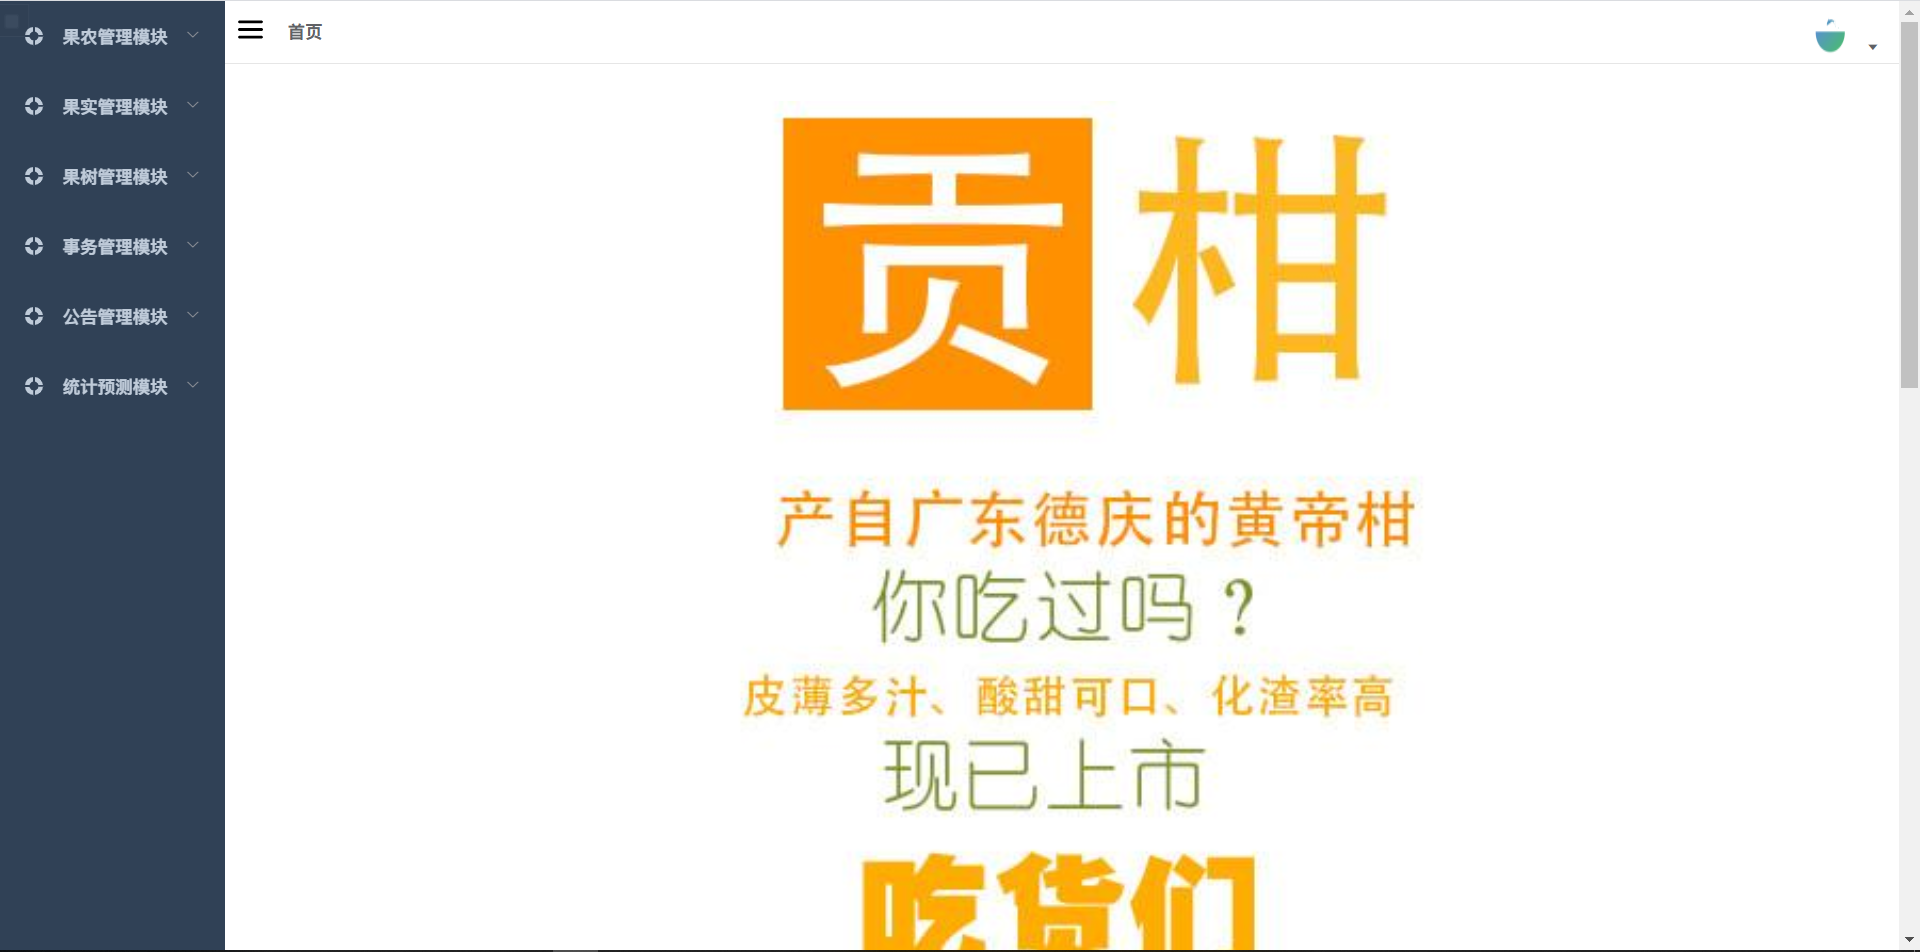 果农管理模块
果实管理模块
果树管理模块
事务管理模块
公告管理模块
统计预测模块
首页
贡柑
产自广东德庆的黄帝柑
你吃过吗？
皮薄多汁、酸甜可口、化渣率高
现已上市
吃货们